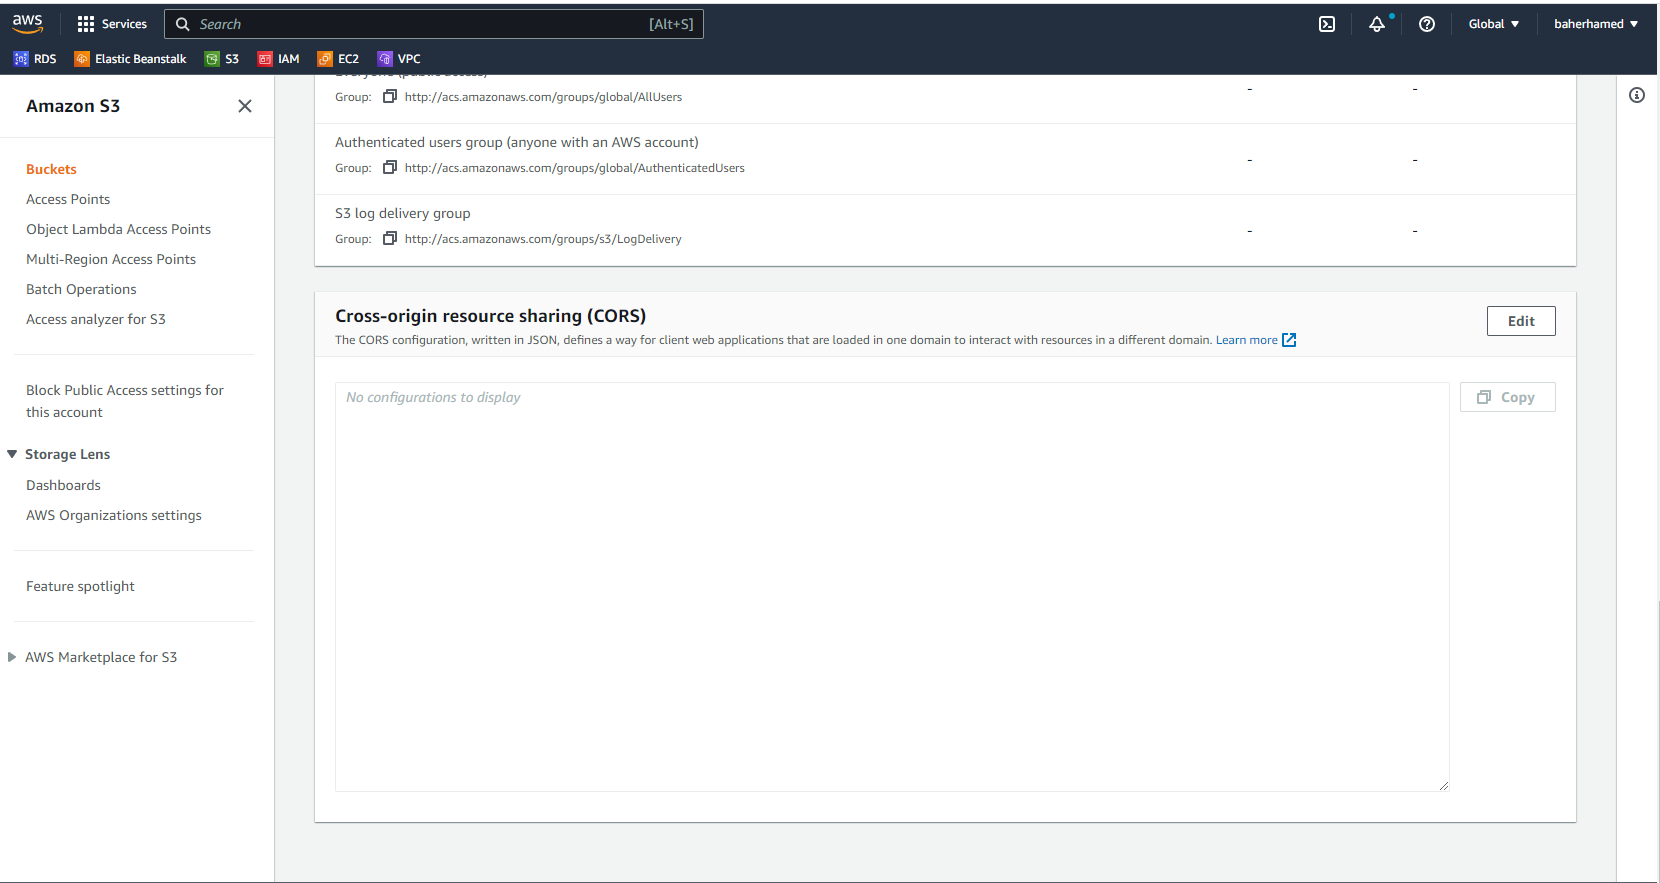 aws
Services
Search
[Alt+S]
Global
baherhamed
RDS
Elastic Beanstalk
S3
IAM
EC2
VPC
Amazon S3
Buckets
Access Points
Object Lambda Access Points
Multi-Region Access Points
Batch Operations
Access analyzer for S3
Block Public Access settings for
this account
Storage Lens
Dashboards
AWS Organizations settings
Feature spotlight
AWS Marketplace for S3
Everyone (public access)
Group: http://acs.amazonaws.com/groups/global/AllUsers
-
-
Authenticated users group (anyone with an AWS account)
Group: http://acs.amazonaws.com/groups/global/AuthenticatedUsers
-
-
S3 log delivery group
Group: http://acs.amazonaws.com/groups/s3/LogDelivery
-
-
Cross-origin resource sharing (CORS)
Edit
The CORS configuration, written in JSON, defines a way for client web applications that are loaded in one domain to interact with resources in a different domain. Learn more
No configurations to display
Copy